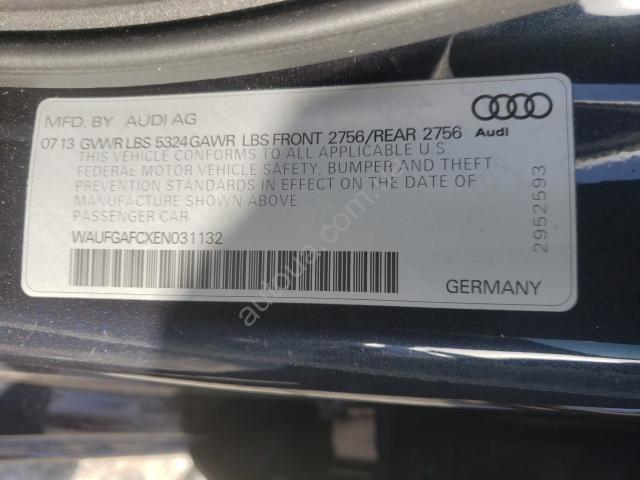 MFD. BY AUDI AG
0713 GVWR LBS 5324 GAWR LBS FRONT 2756/REAR 2756
Audi
THIS VEHICLE CONFORMS TO ALL APPLICABLE U.S.
FEDERAL MOTOR VEHICLE SAFETY, BUMPER AND THEFT
PREVENTION STANDARDS IN EFFECT ON THE DATE OF
MANUFACTURE SHOWN ABOVE
PASSENGER CAR
WAUFGAFCXEN031132
GERMANY
2952593